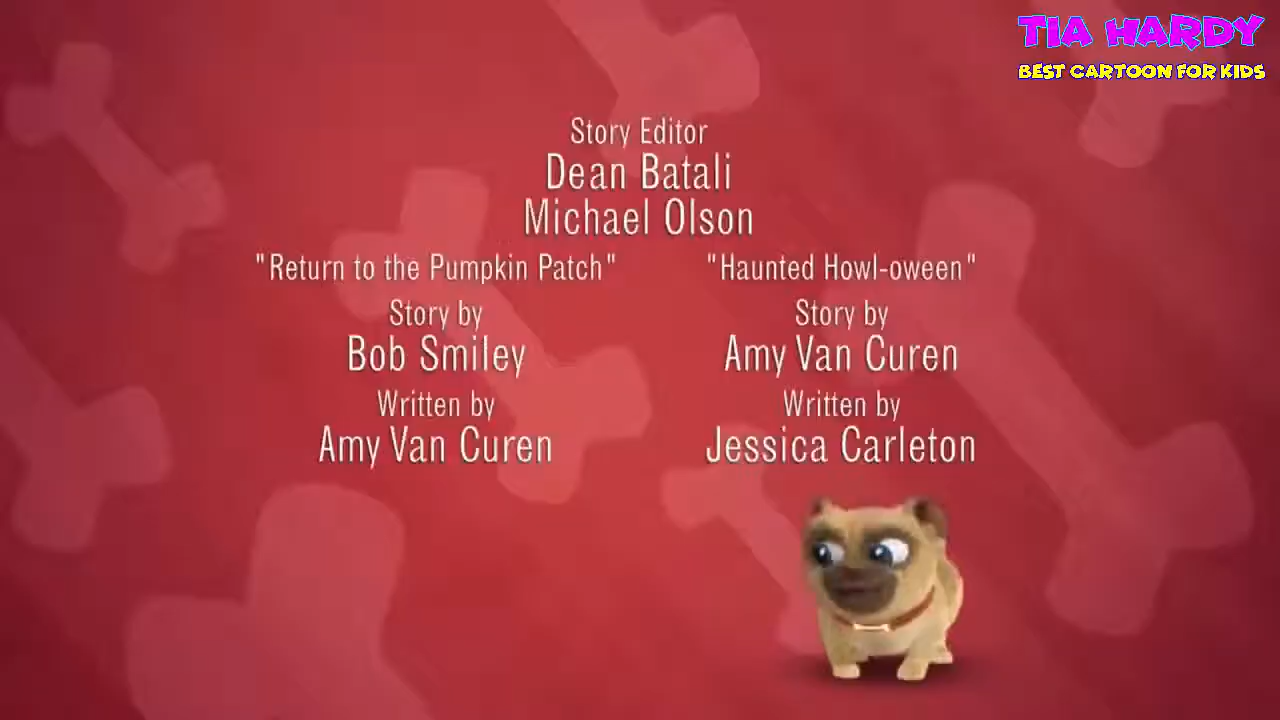 TIA HARDY
BEST CARTOON FOR KIDS
Story Editor
Dean Batali
Michael Olson
"Return to the Pumpkin Patch"
Story by
Bob Smiley
Written by
Amy Van Curen
"Haunted Howl-oween"
Story by
Amy Van Curen
Written by
Jessica Carleton